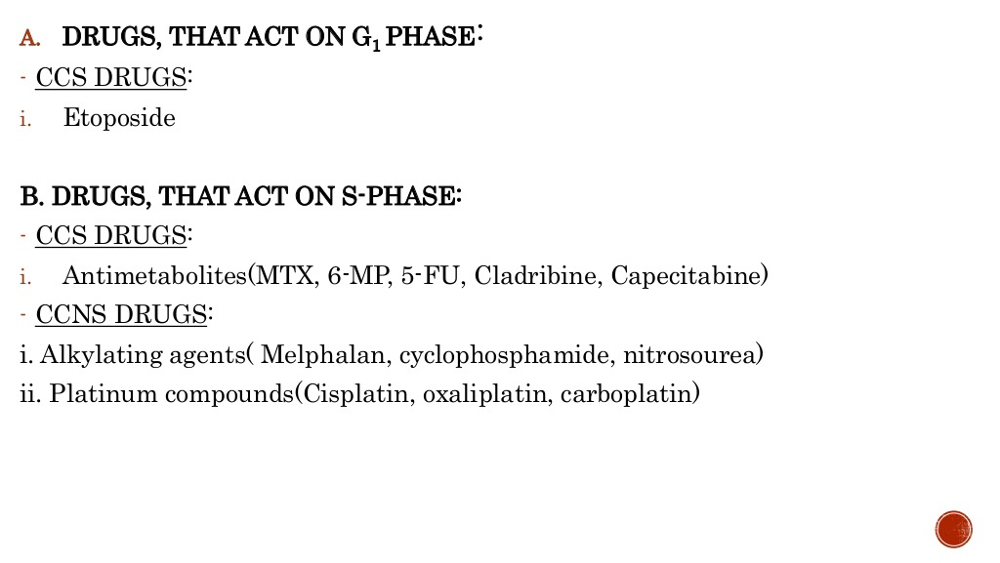 A. DRUGS, THAT ACT ON G₁ PHASE:
- CCS DRUGS:
i. Etoposide
B. DRUGS, THAT ACT ON S-PHASE:
- CCS DRUGS:
i. Antimetabolites(MTX, 6-MP, 5-FU, Cladribine, Capecitabine)
- CCNS DRUGS:
i. Alkylating agents( Melphalan, cyclophosphamide, nitrosourea)
ii. Platinum compounds(Cisplatin, oxaliplatin, carboplatin)